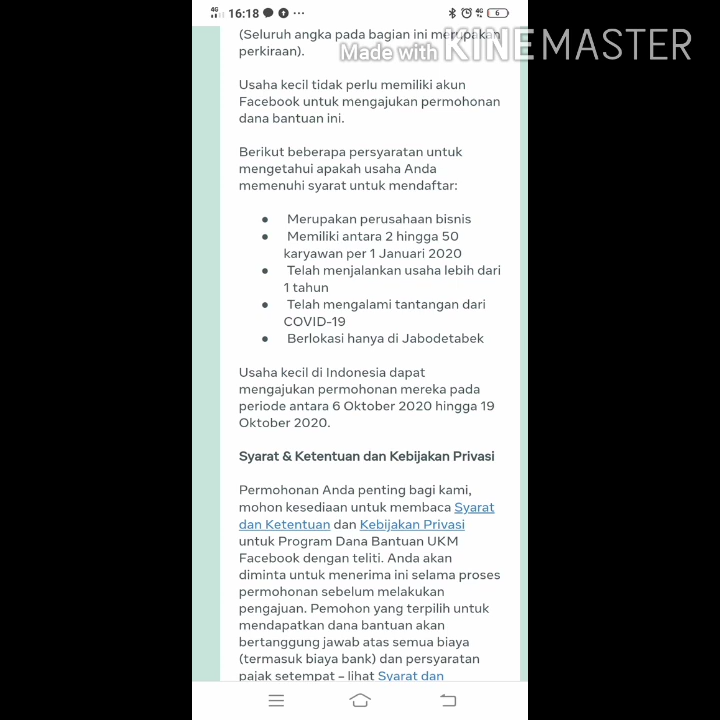 4G 16:18 ... 4G 6
(Seluruh angka pada bagian ini merupakan
perkiraan).
Made with KINEMASTER
Usaha kecil tidak perlu memiliki akun
Facebook untuk mengajukan permohonan
dana bantuan ini.
Berikut beberapa persyaratan untuk
mengetahui apakah usaha Anda
memenuhi syarat untuk mendaftar:
● Merupakan perusahaan bisnis
● Memiliki antara 2 hingga 50
karyawan per 1 Januari 2020
● Telah menjalankan usaha lebih dari
1 tahun
● Telah mengalami tantangan dari
COVID-19
● Berlokasi hanya di Jabodetabek
Usaha kecil di Indonesia dapat
mengajukan permohonan mereka pada
periode antara 6 Oktober 2020 hingga 19
Oktober 2020.
Syarat & Ketentuan dan Kebijakan Privasi
Permohonan Anda penting bagi kami,
mohon kesediaan untuk membaca Syarat
dan Ketentuan dan Kebijakan Privasi
untuk Program Dana Bantuan UKM
Facebook dengan teliti. Anda akan
diminta untuk menerima ini selama proses
permohonan sebelum melakukan
pengajuan. Pemohon yang terpilih untuk
mendapatkan dana bantuan akan
bertanggung jawab atas semua biaya
(termasuk biaya bank) dan persyaratan
pajak setempat – lihat Syarat dan